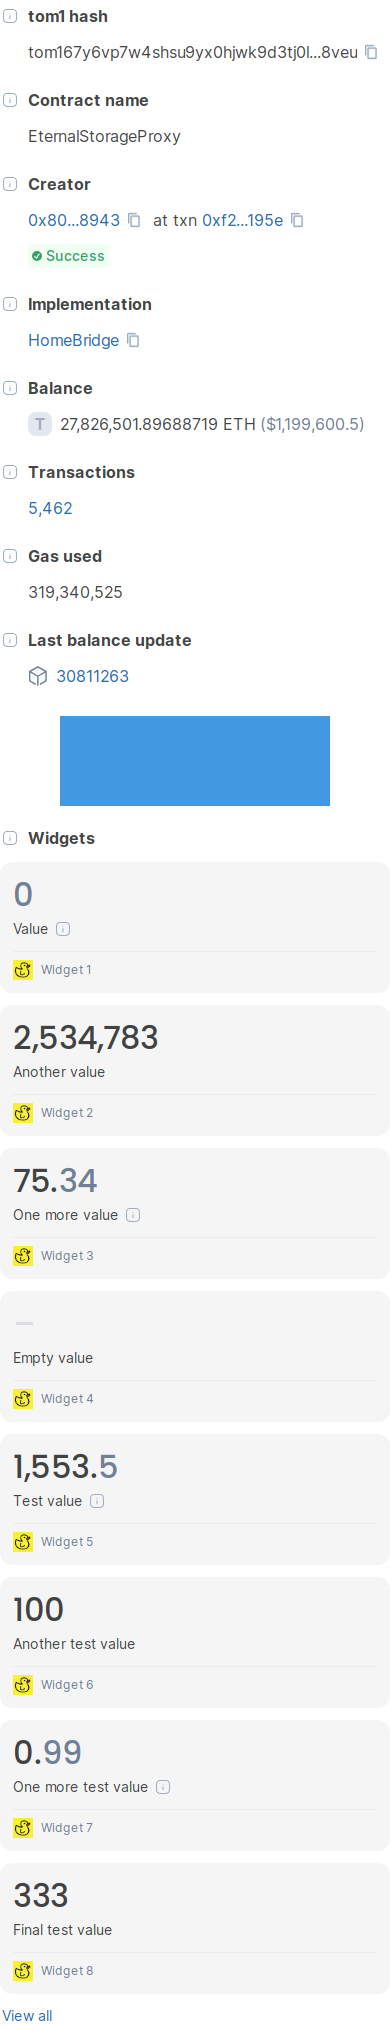 tom1 hash
tom167y6vp7w4shsu9yx0hjwk9d3tj0l...8veu
Contract name
EternalStorageProxy
Creator
0x80...8943 at txn 0xf2...195e
Success
Implementation
HomeBridge
Balance
T 27,826,501.89688719 ETH ($1,199,600.5)
Transactions
5,462
Gas used
319,340,525
Last balance update
30811263
Widgets
0
Value
Widget 1
2,534,783
Another value
Widget 2
75.34
One more value
Widget 3
—
Empty value
Widget 4
1,553.5
Test value
Widget 5
100
Another test value
Widget 6
0.99
One more test value
Widget 7
333
Final test value
Widget 8
View all